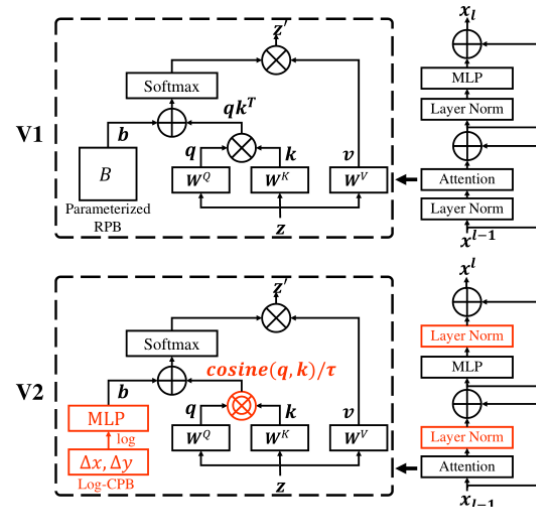 x_l
z'
MLP
Softmax
qk^T
Layer Norm
V1
b
q
k
v
B
W^Q
W^K
W^V
Attention
Parameterized
RPB
Layer Norm
z
x^{l-1}
x^l
z'
Layer Norm
Softmax
cosine(q, k)/τ
MLP
V2
b
q
k
v
MLP
log
W^Q
W^K
W^V
Layer Norm
Δx, Δy
Log-CPB
Attention
z
x_{l-1}